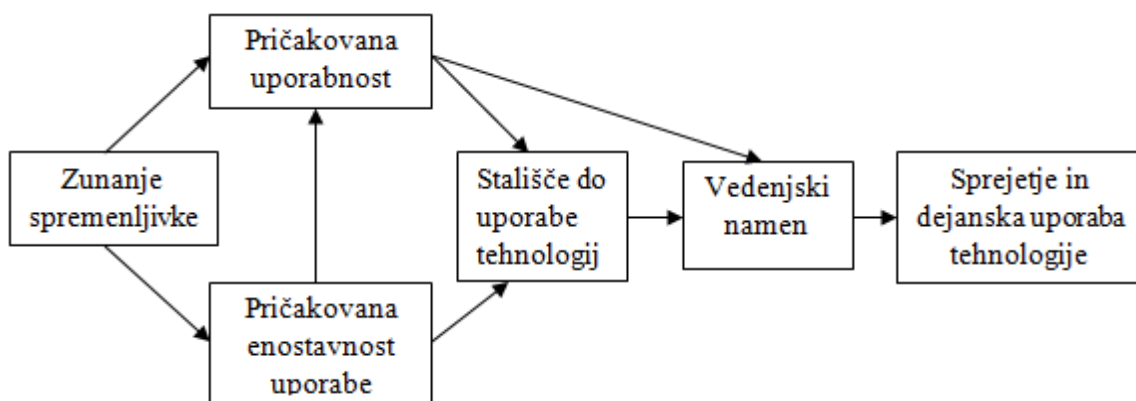 Pričakovana
uporabnost
Zunanje
spremenljivke
Stališče do
uporabe
tehnologij
Vedenjski
namen
Sprejetje in
dejanska uporaba
tehnologije
Pričakovana
enostavnost
uporabe